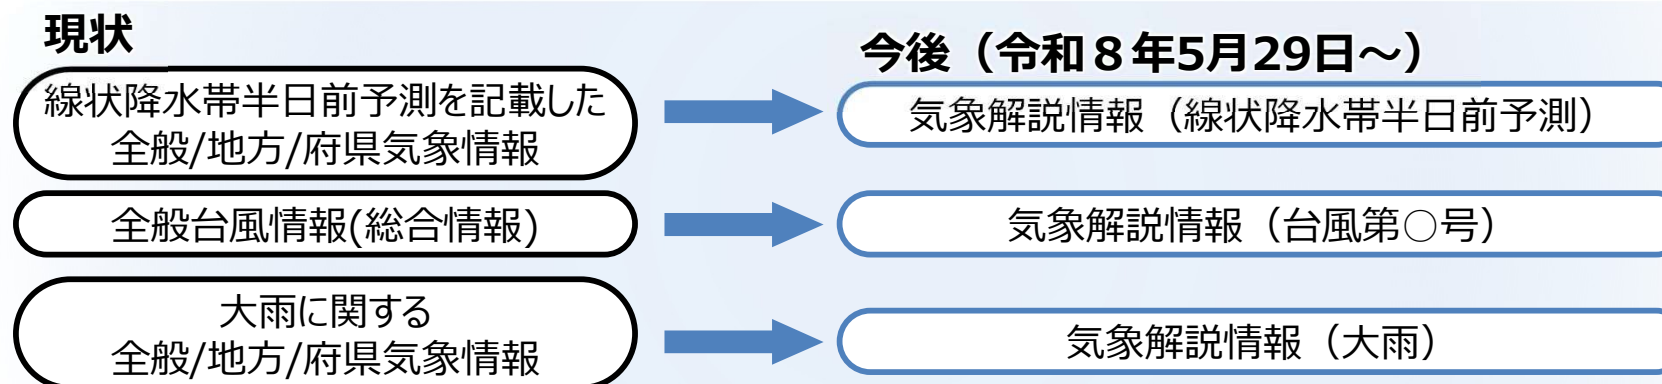 現状
今後（令和８年5月29日～）
線状降水帯半日前予測を記載した
全般/地方/府県気象情報
気象解説情報（線状降水帯半日前予測）
全般台風情報(総合情報)
気象解説情報（台風第○号）
大雨に関する
全般/地方/府県気象情報
気象解説情報（大雨）